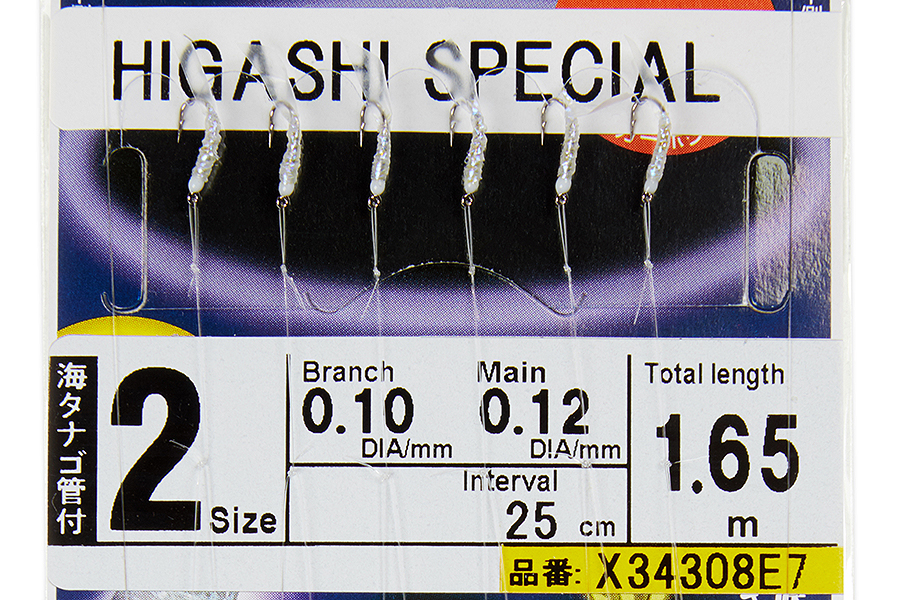 HIGASHI SPECIAL
海タナゴ管付
2 Size
Branch
0.10
DIA/mm
Main
0.12
DIA/mm
Interval
25 cm
Total length
1.65
m
品番: X34308E7